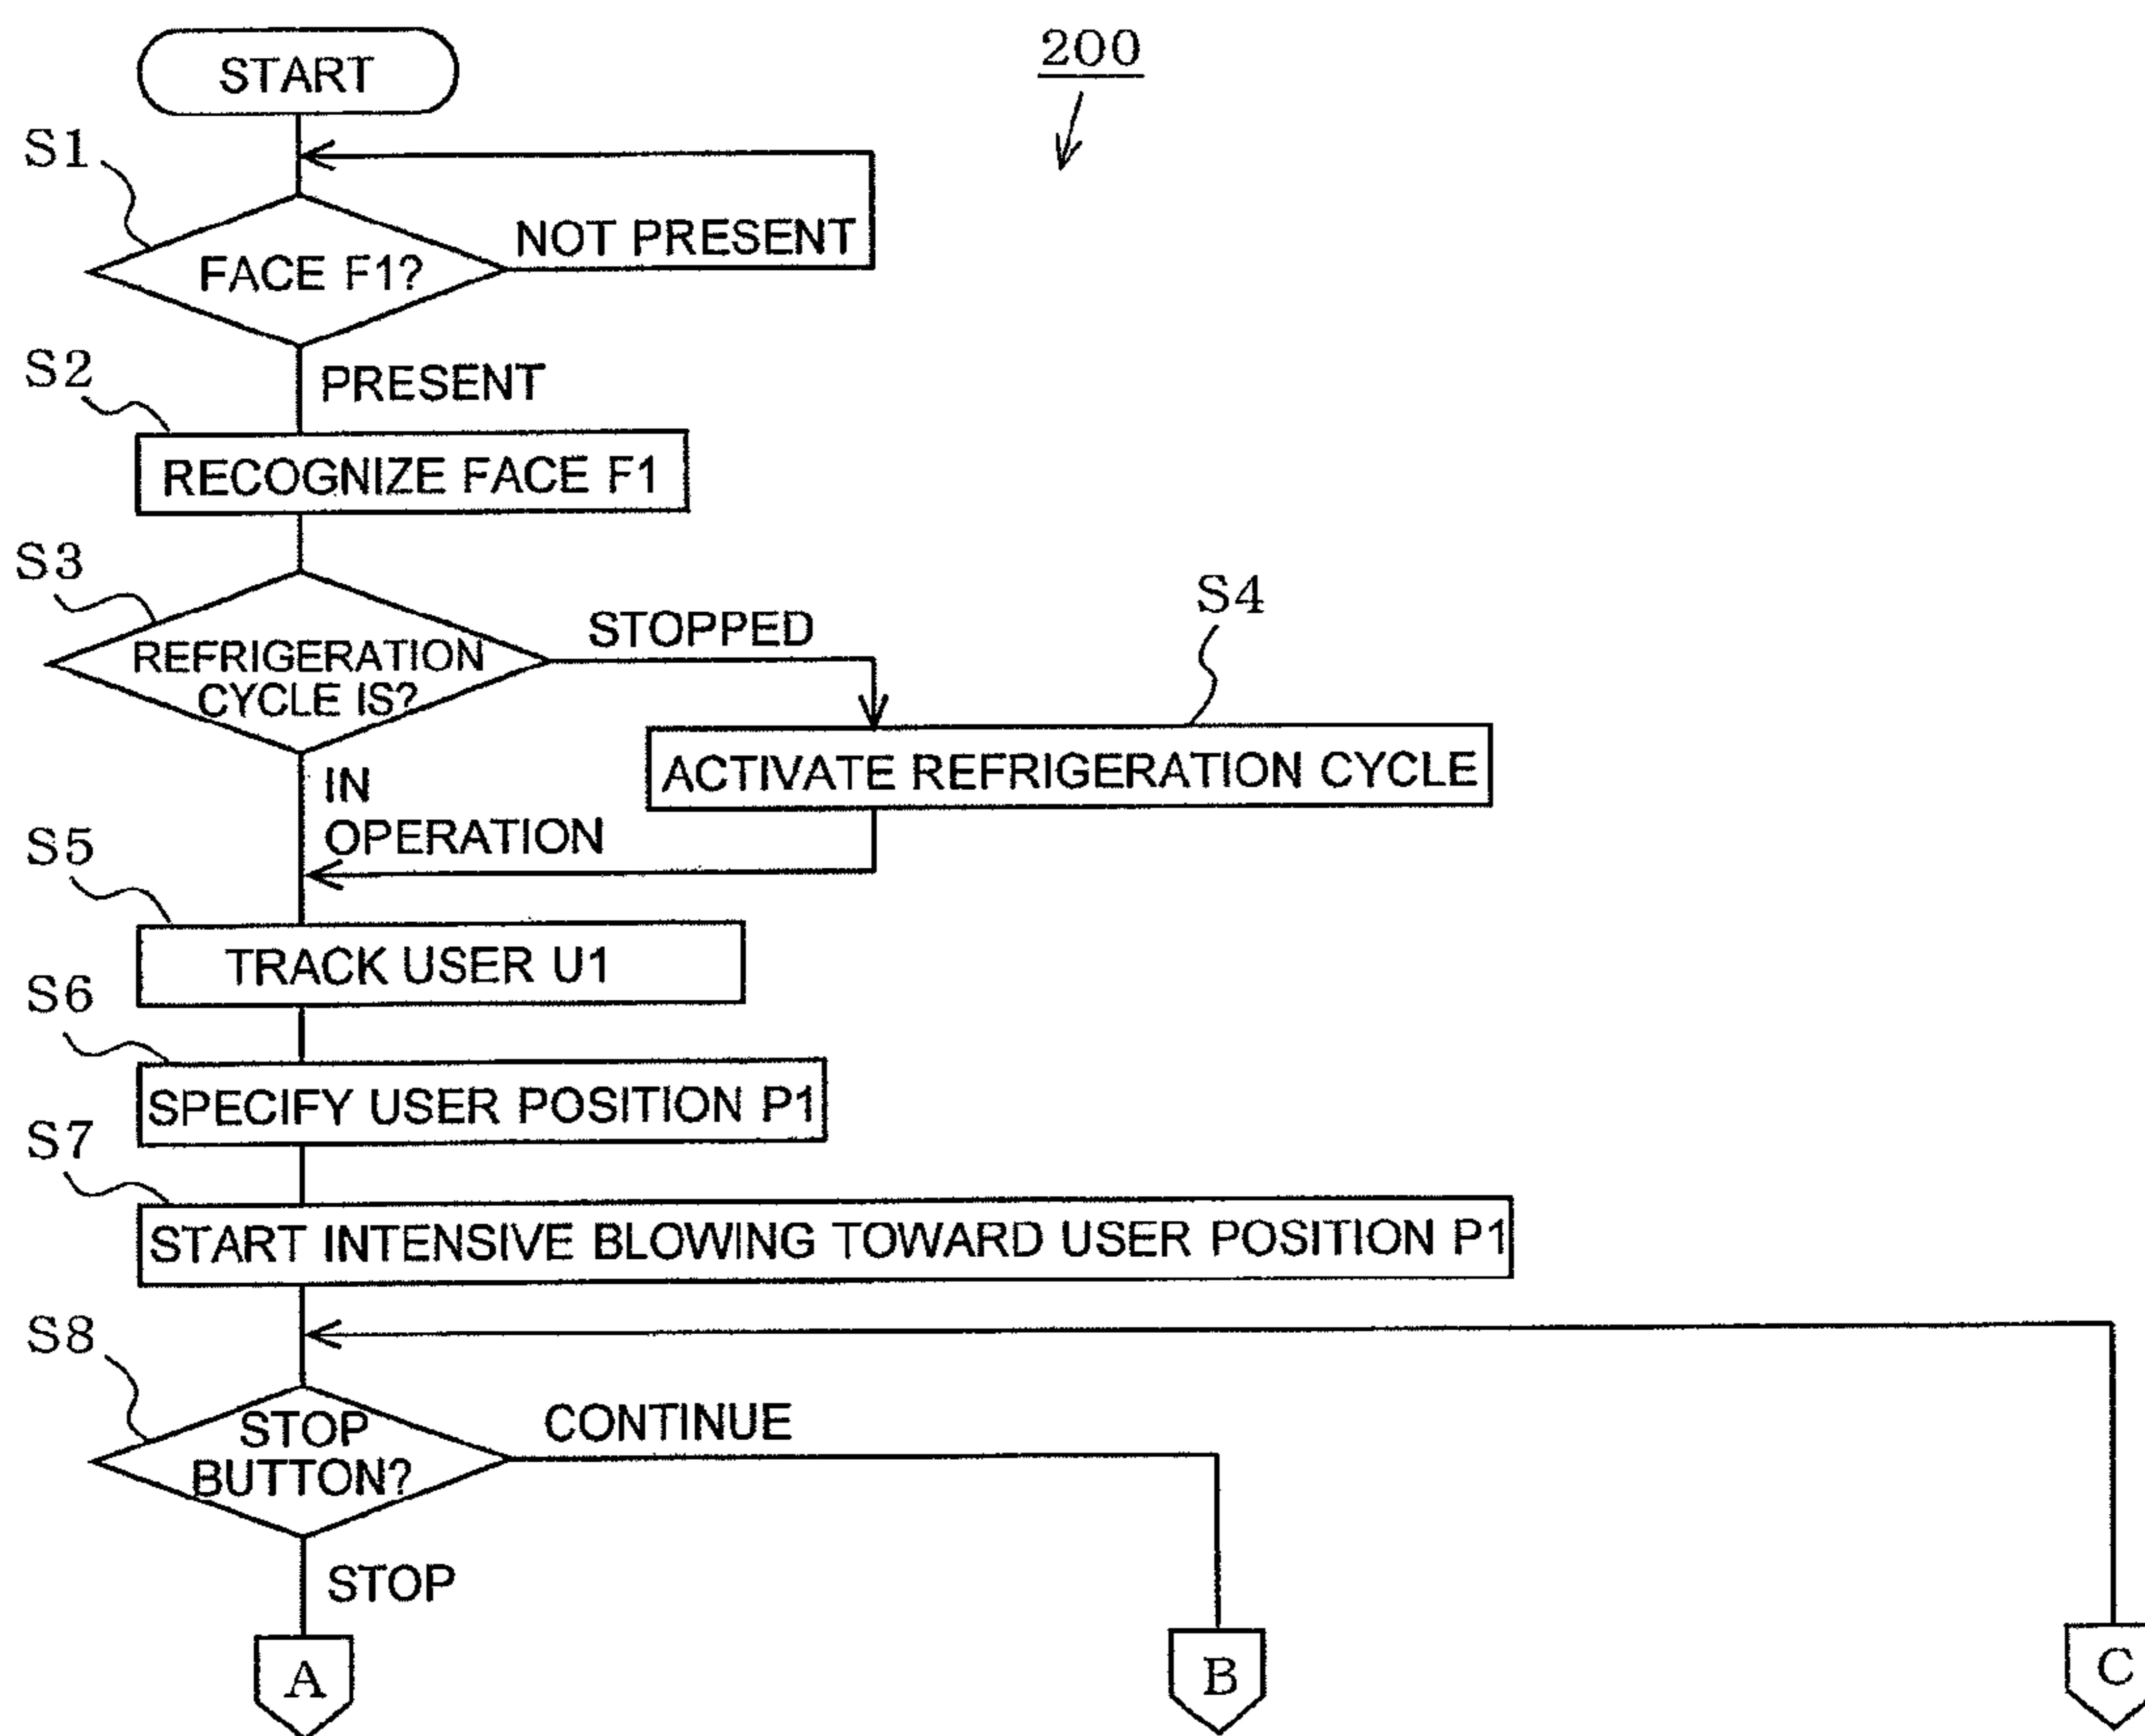 START
200
S1
NOT PRESENT
FACE F1?
S2
PRESENT
RECOGNIZE FACE F1
S3
STOPPED
S4
REFRIGERATION
CYCLE IS?
ACTIVATE REFRIGERATION CYCLE
IN
OPERATION
S5
TRACK USER U1
S6
SPECIFY USER POSITION P1
S7
START INTENSIVE BLOWING TOWARD USER POSITION P1
S8
STOP
BUTTON?
CONTINUE
STOP
A
B
C